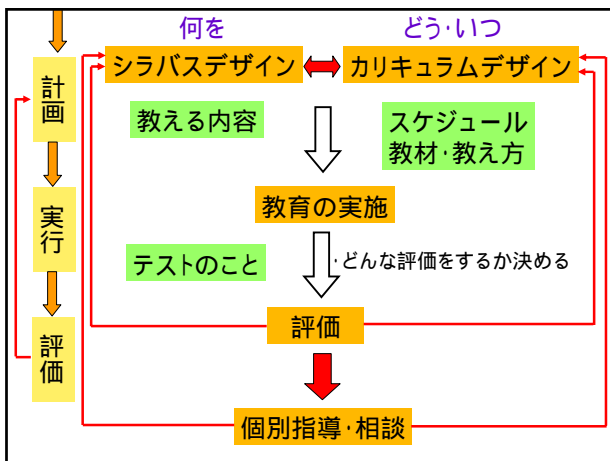 何を
どう・いつ
シラバスデザイン
カリキュラムデザイン
計画
教える内容
スケジュール
教材・教え方
教育の実施
実行
テストのこと
・どんな評価をするか決める
評価
評価
個別指導・相談